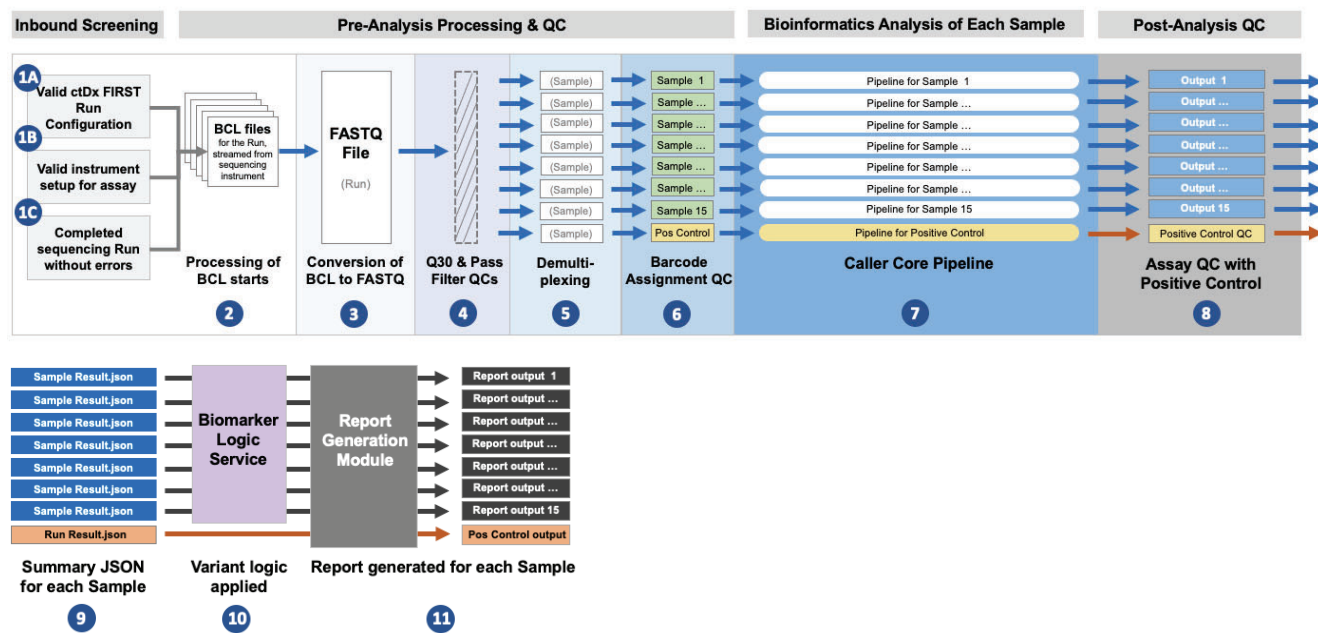 Inbound Screening
Pre-Analysis Processing & QC
Bioinformatics Analysis of Each Sample
Post-Analysis QC
1A
Valid ctDx FIRST
Run
Configuration
1B
Valid instrument
setup for assay
1C
Completed
sequencing Run
without errors
BCL files
for the Run,
streamed from
sequencing
instrument
Processing of
BCL starts
2
FASTQ
File
(Run)
Conversion of
BCL to FASTQ
3
Q30 & Pass
Filter QCs
4
(Sample)
(Sample)
(Sample)
(Sample)
(Sample)
(Sample)
(Sample)
(Sample)
Demulti-
plexing
5
Sample 1
Sample ...
Sample ...
Sample ...
Sample ...
Sample ...
Sample 15
Pos Control
Barcode
Assignment QC
6
Pipeline for Sample 1
Pipeline for Sample ...
Pipeline for Sample ...
Pipeline for Sample ...
Pipeline for Sample ...
Pipeline for Sample ...
Pipeline for Sample 15
Pipeline for Positive Control
Caller Core Pipeline
7
Output 1
Output ...
Output ...
Output ...
Output ...
Output ...
Output 15
Positive Control QC
Assay QC with
Positive Control
8
Sample Result.json
Sample Result.json
Sample Result.json
Sample Result.json
Sample Result.json
Sample Result.json
Sample Result.json
Run Result.json
Summary JSON
for each Sample
9
Biomarker
Logic
Service
Variant logic
applied
10
Report
Generation
Module
Report generated for each Sample
11
Report output 1
Report output ...
Report output ...
Report output ...
Report output ...
Report output ...
Report output 15
Pos Control output